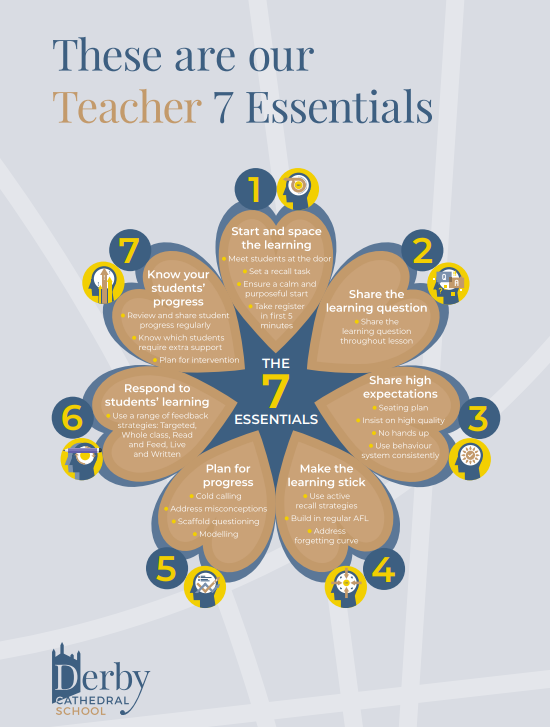 These are our
Teacher 7 Essentials
1
Start and space
the learning
• Meet students at the door
• Set a recall task
• Ensure a calm and
purposeful start
• Take register
in first 5
minutes
2
Share the
learning question
• Share the
learning question
throughout lesson
3
Share high
expectations
• Seating plan
• Insist on high quality
• No hands up
• Use behaviour
system consistently
4
Make the
learning stick
• Use active
recall strategies
• Build in regular AFL
• Address
forgetting curve
5
Plan for
progress
• Cold calling
• Address misconceptions
• Scaffold questioning
• Modelling
6
Respond to
students' learning
• Use a range of feedback
strategies: Targeted,
Whole class, Read
and Feed, Live
and Written.
7
Know your
students'
progress
• Review and share student
progress regularly
• Know which students
require extra support
• Plan for intervention
THE
7
ESSENTIALS
Derby
CATHEDRAL
SCHOOL